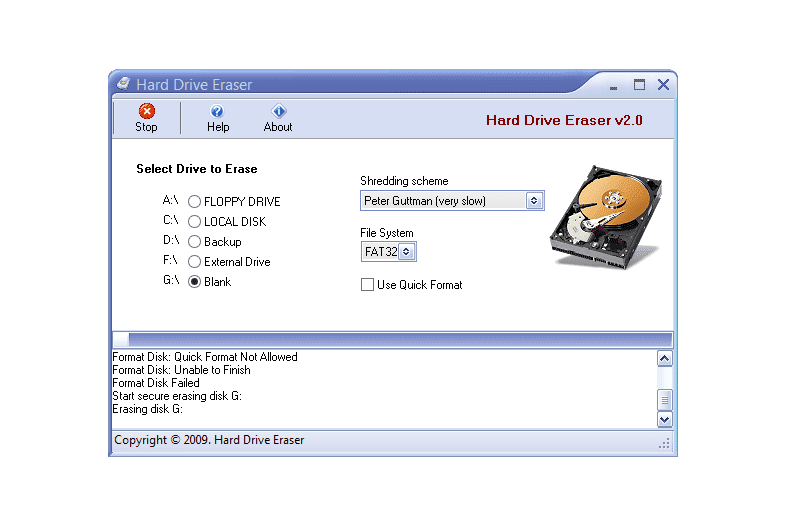 Hard Drive Eraser
Stop
Help
About
Hard Drive Eraser v2.0
Select Drive to Erase
A:\ FLOPPY DRIVE
C:\ LOCAL DISK
D:\ Backup
F:\ External Drive
G:\ Blank
Shredding scheme
Peter Guttman (very slow)
File System
FAT32
Use Quick Format
Format Disk: Quick Format Not Allowed
Format Disk: Unable to Finish
Format Disk Failed
Start secure erasing disk G:
Erasing disk G:
Copyright © 2009. Hard Drive Eraser